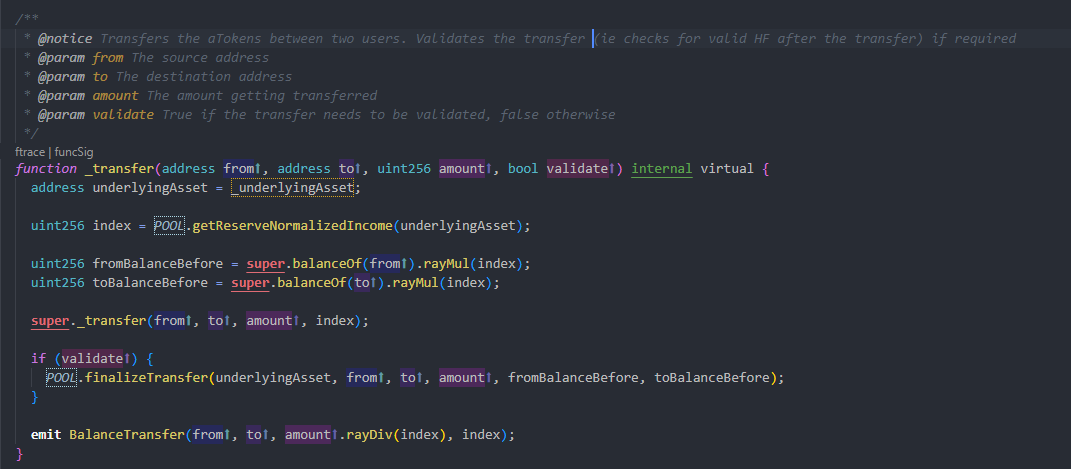 /**
* @notice Transfers the aTokens between two users. Validates the transfer (ie checks for valid HF after the transfer) if required
* @param from The source address
* @param to The destination address
* @param amount The amount getting transferred
* @param validate True if the transfer needs to be validated, false otherwise
*/
ftrace | funcSig
function _transfer(address from↑, address to↑, uint256 amount↑, bool validate↑) internal virtual {
address underlyingAsset = _underlyingAsset;
uint256 index = POOL.getReserveNormalizedIncome(underlyingAsset);
uint256 fromBalanceBefore = super.balanceOf(from↑).rayMul(index);
uint256 toBalanceBefore = super.balanceOf(to↑).rayMul(index);
super._transfer(from↑, to↑, amount↑, index);
if (validate↑) {
POOL.finalizeTransfer(underlyingAsset, from↑, to↑, amount↑, fromBalanceBefore, toBalanceBefore);
}
emit BalanceTransfer(from↑, to↑, amount↑.rayDiv(index), index);
}